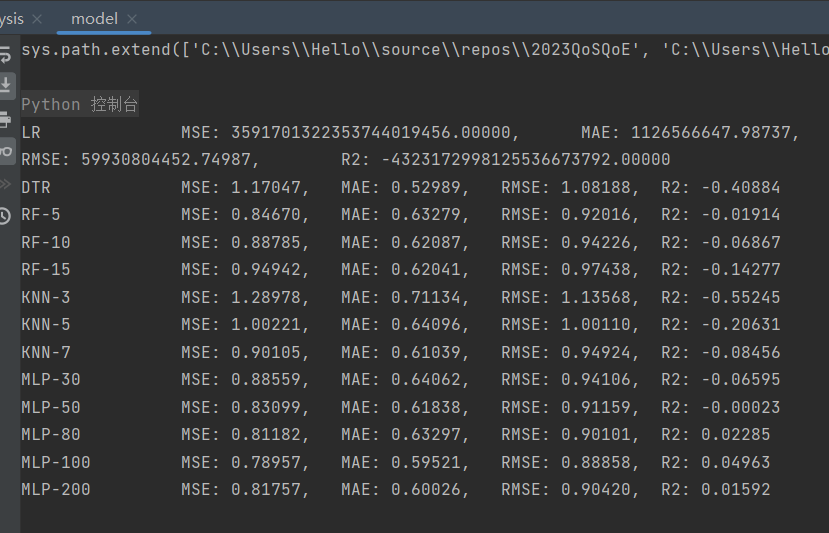 ysis × model ×
sys.path.extend(['C:\\Users\\Hello\\source\\repos\\2023QoSQoE', 'C:\\Users\\Hello
Python 控制台
LR MSE: 3591701322353744019456.00000, MAE: 1126566647.98737,
RMSE: 59930804452.74987, R2: -4323172998125536673792.00000
DTR MSE: 1.17047, MAE: 0.52989, RMSE: 1.08188, R2: -0.40884
RF-5 MSE: 0.84670, MAE: 0.63279, RMSE: 0.92016, R2: -0.01914
RF-10 MSE: 0.88785, MAE: 0.62087, RMSE: 0.94226, R2: -0.06867
RF-15 MSE: 0.94942, MAE: 0.62041, RMSE: 0.97438, R2: -0.14277
KNN-3 MSE: 1.28978, MAE: 0.71134, RMSE: 1.13568, R2: -0.55245
KNN-5 MSE: 1.00221, MAE: 0.64096, RMSE: 1.00110, R2: -0.20631
KNN-7 MSE: 0.90105, MAE: 0.61039, RMSE: 0.94924, R2: -0.08456
MLP-30 MSE: 0.88559, MAE: 0.64062, RMSE: 0.94106, R2: -0.06595
MLP-50 MSE: 0.83099, MAE: 0.61838, RMSE: 0.91159, R2: -0.00023
MLP-80 MSE: 0.81182, MAE: 0.63297, RMSE: 0.90101, R2: 0.02285
MLP-100 MSE: 0.78957, MAE: 0.59521, RMSE: 0.88858, R2: 0.04963
MLP-200 MSE: 0.81757, MAE: 0.60026, RMSE: 0.90420, R2: 0.01592